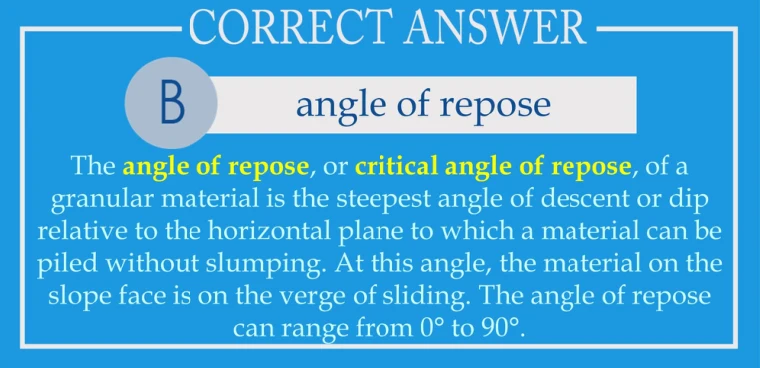 CORRECT ANSWER
B
angle of repose
The angle of repose, or critical angle of repose, of a
granular material is the steepest angle of descent or dip
relative to the horizontal plane to which a material can be
piled without slumping. At this angle, the material on the
slope face is on the verge of sliding. The angle of repose
can range from 0° to 90°.